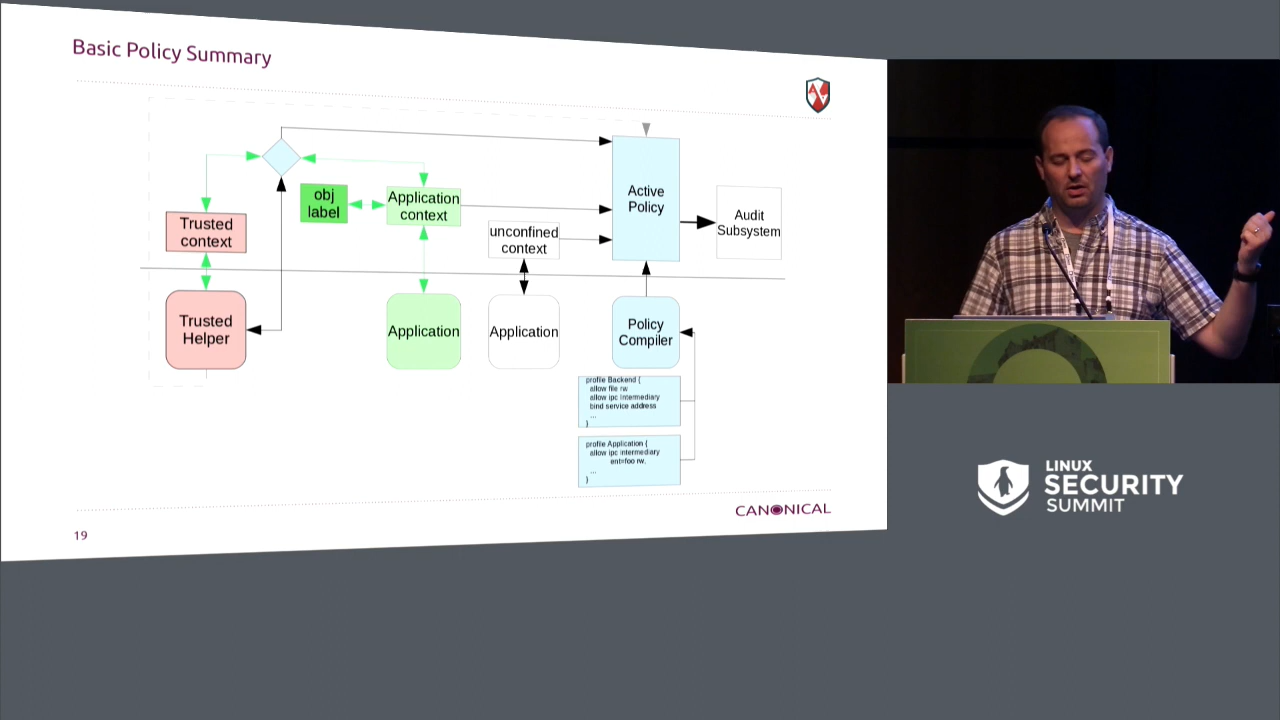 Basic Policy Summary
obj
label
Application
context
Active
Policy
Audit
Subsystem
Trusted
context
unconfined
context
Trusted
Helper
Application
Application
Policy
Compiler
profile Backend {
allow file rw
allow ipc intermediary
bind service address
...
}
profile Application {
allow ipc intermediary
ent=foo rw,
...
}
CANONICAL
19
LINUX
SECURITY
SUMMIT